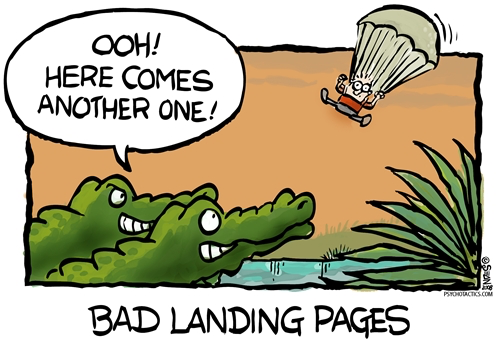 OOH!
HERE COMES
ANOTHER ONE!
PSYCHOTACTICS.COM
BAD LANDING PAGES